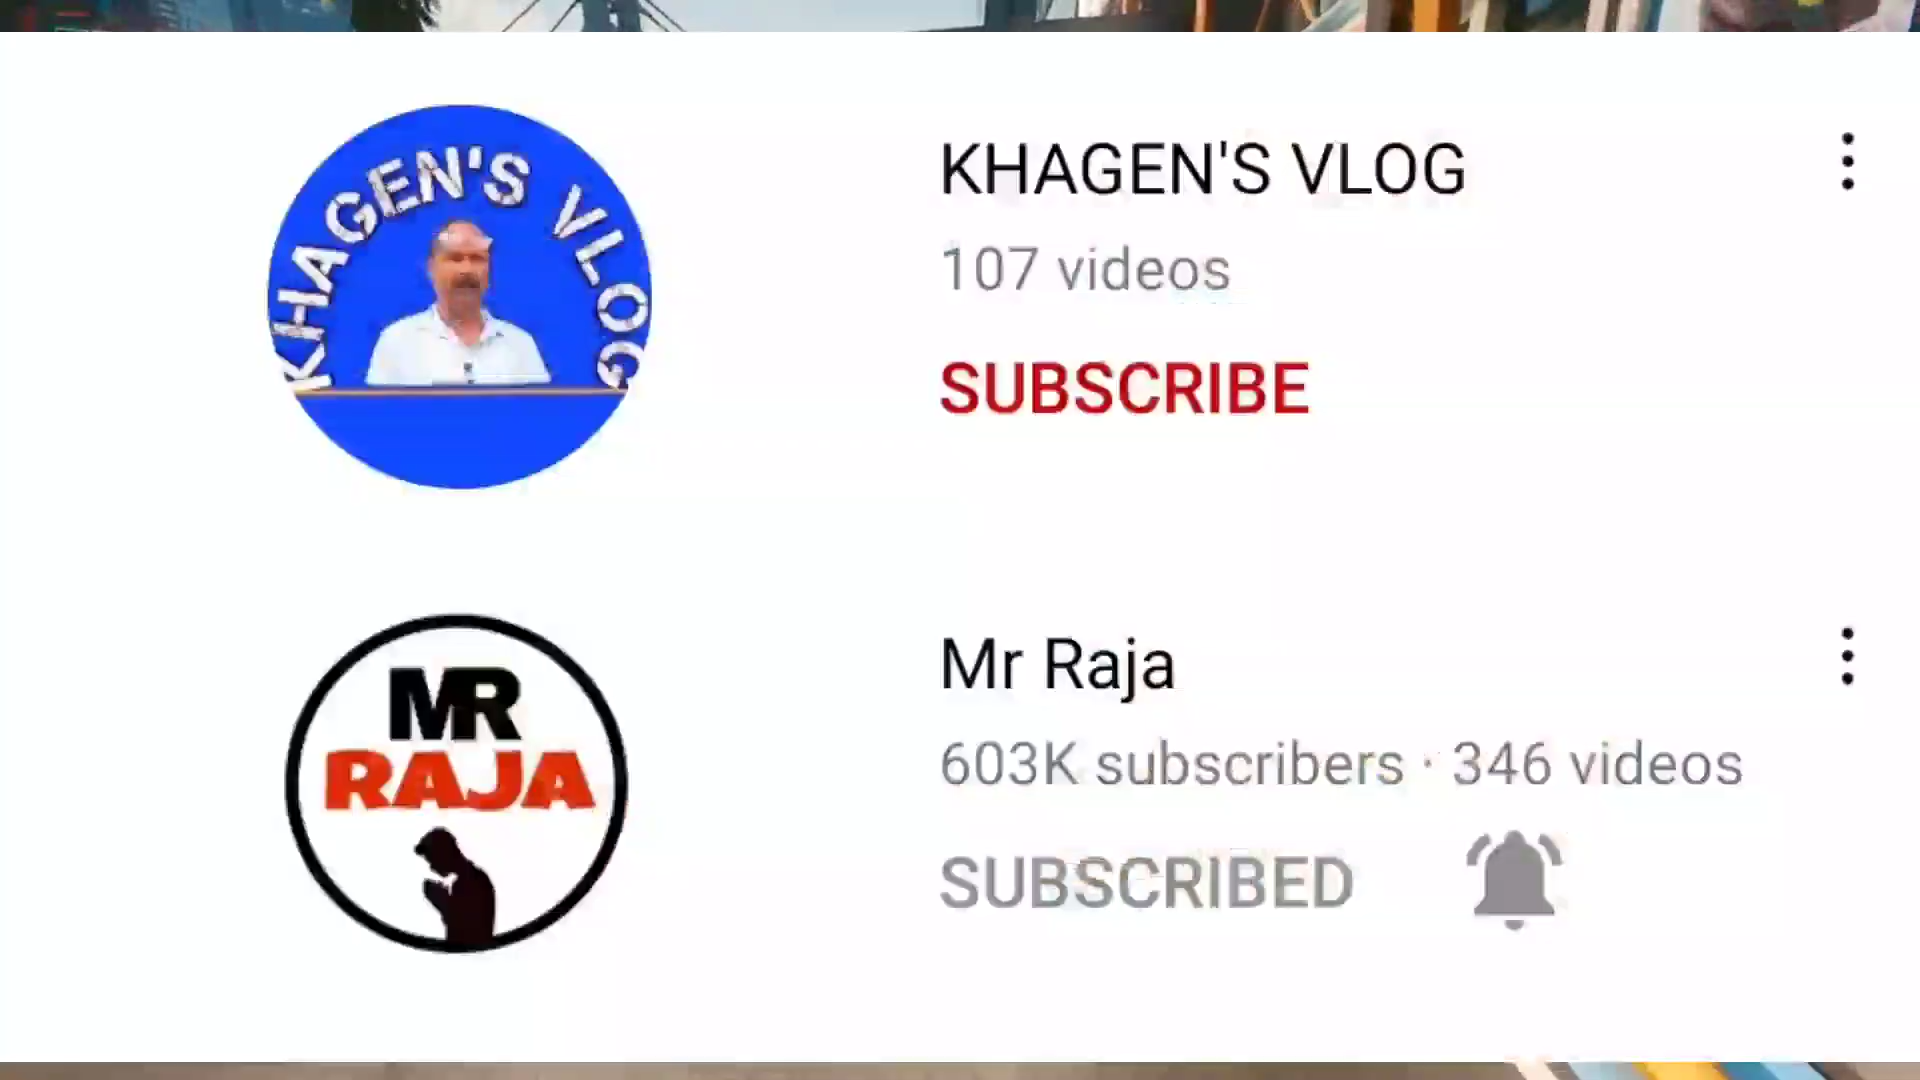 KHAGEN'S VLOG
KHAGEN'S VLOG
107 videos
SUBSCRIBE
MR
RAJA
Mr Raja
603K subscribers · 346 videos
SUBSCRIBED